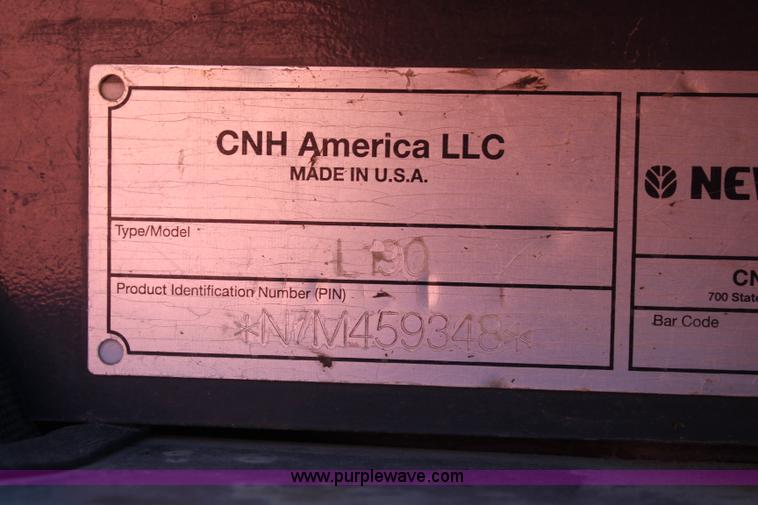 CNH America LLC
MADE IN U.S.A.
Type/Model
L190
Product Identification Number (PIN)
*N7M459348*
NEW
CN
700 State
Bar Code
www.purplewave.com